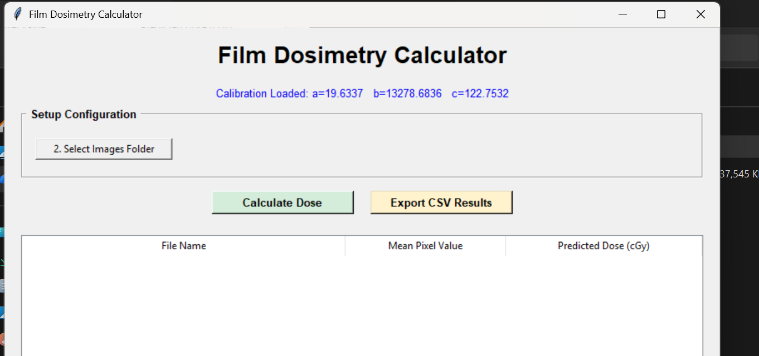 Film Dosimetry Calculator
Film Dosimetry Calculator
Calibration Loaded: a=19.6337 b=13278.6836 c=122.7532
Setup Configuration
2. Select Images Folder
37,545 K
Calculate Dose Export CSV Results
File Name Mean Pixel Value Predicted Dose (cGy)